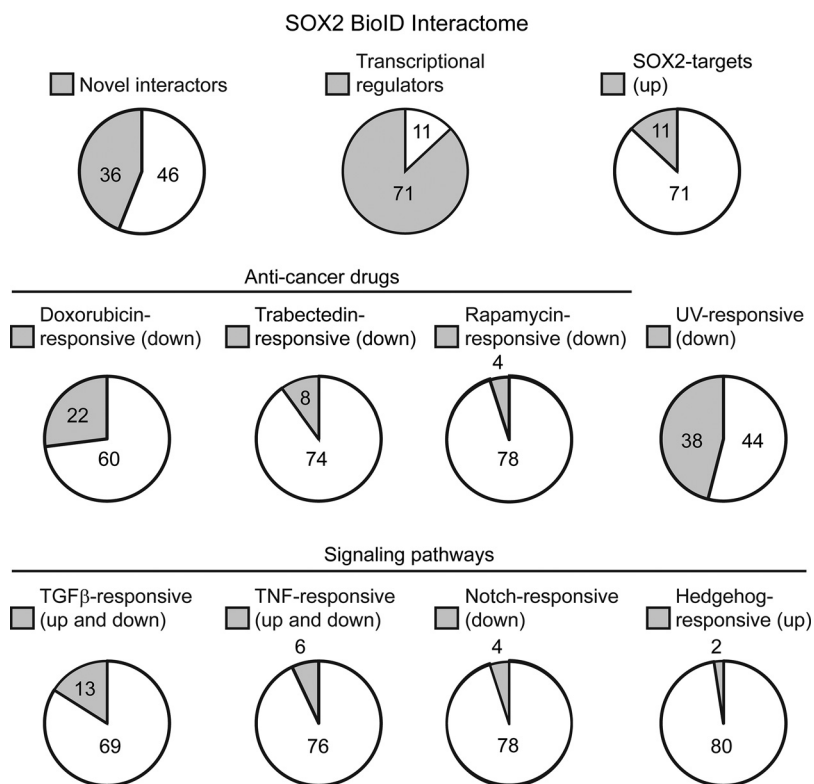 SOX2 BioID Interactome
Novel interactors
Transcriptional
regulators
SOX2-targets
(up)
36
46
11
71
11
71
Anti-cancer drugs
Doxorubicin-
responsive (down)
Trabectedin-
responsive (down)
Rapamycin-
responsive (down)
UV-responsive
(down)
22
60
8
74
4
78
38
44
Signaling pathways
TGFβ-responsive
(up and down)
TNF-responsive
(up and down)
Notch-responsive
(down)
Hedgehog-
responsive (up)
13
69
6
76
4
78
2
80